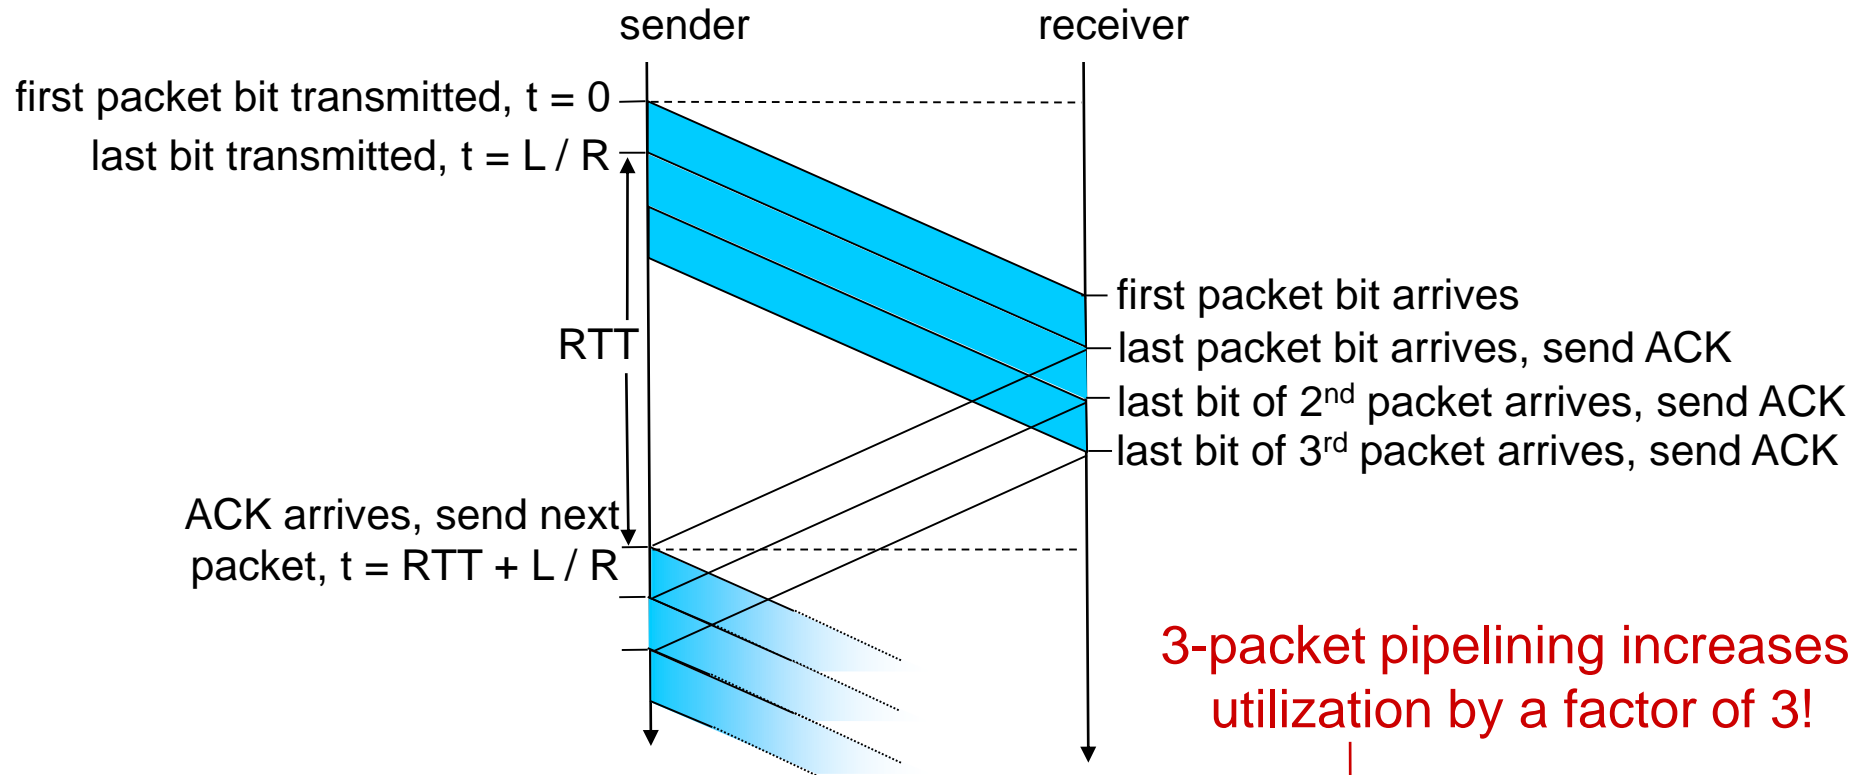 sender
receiver
first packet bit transmitted, t = 0
last bit transmitted, t = L / R
first packet bit arrives
RTT
last packet bit arrives, send ACK
last bit of 2nd packet arrives, send ACK
last bit of 3rd packet arrives, send ACK
ACK arrives, send next
packet, t = RTT + L / R
3-packet pipelining increases
utilization by a factor of 3!